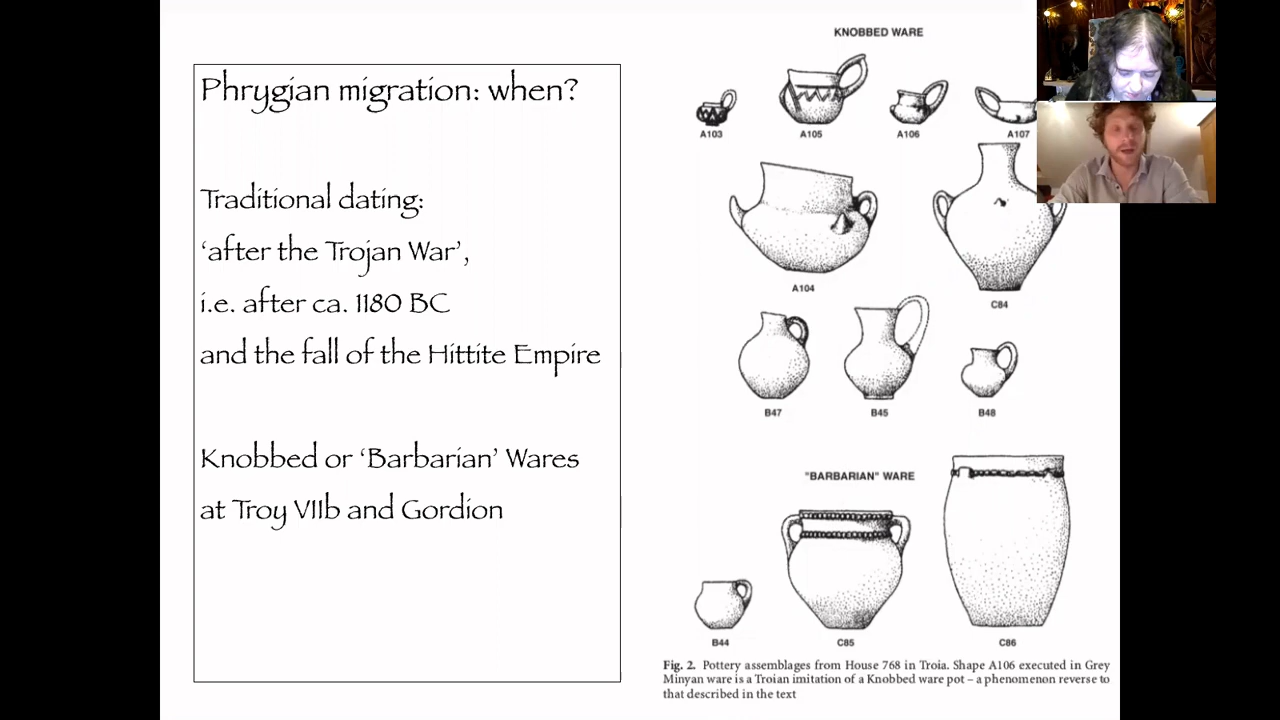 Phrygian migration: when?
Traditional dating:
‘after the Trojan War’,
i.e. after ca. 1180 BC
and the fall of the Hittite Empire
Knobbed or ‘Barbarian’ Wares
at Troy VIIb and Gordion
KNOBBED WARE
A103 A105 A106 A107
A104 C84
B47 B45 B48
"BARBARIAN" WARE
B44 C85 C86
Fig. 2. Pottery assemblages from House 768 in Troia. Shape A106 executed in Grey
Minyan ware is a Troian imitation of a Knobbed ware pot – a phenomenon reverse to
that described in the text